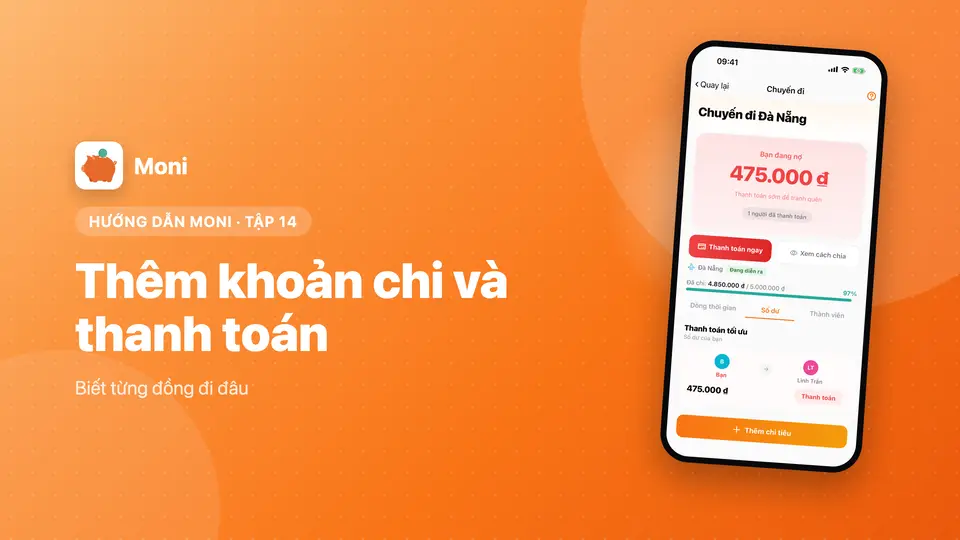 Moni
HƯỚNG DẪN MONI · TẬP 14
Thêm khoản chi và
thanh toán
Biết từng đồng đi đâu
09:41
Quay lại
Chuyến đi
Chuyến đi Đà Nẵng
Bạn đang nợ
475.000 ₫
Thanh toán sớm để tránh quên
1 người đã thanh toán
Thanh toán ngay
Xem cách chia
Đà Nẵng Đang diễn ra
Đã chi: 4.850.000 ₫ / 5.000.000 ₫ 97%
Dòng thời gian Số dư Thành viên
Thanh toán tối ưu
Số dư của bạn
B LT
Bạn Linh Trần
475.000 ₫ Thanh toán
+ Thêm chi tiêu